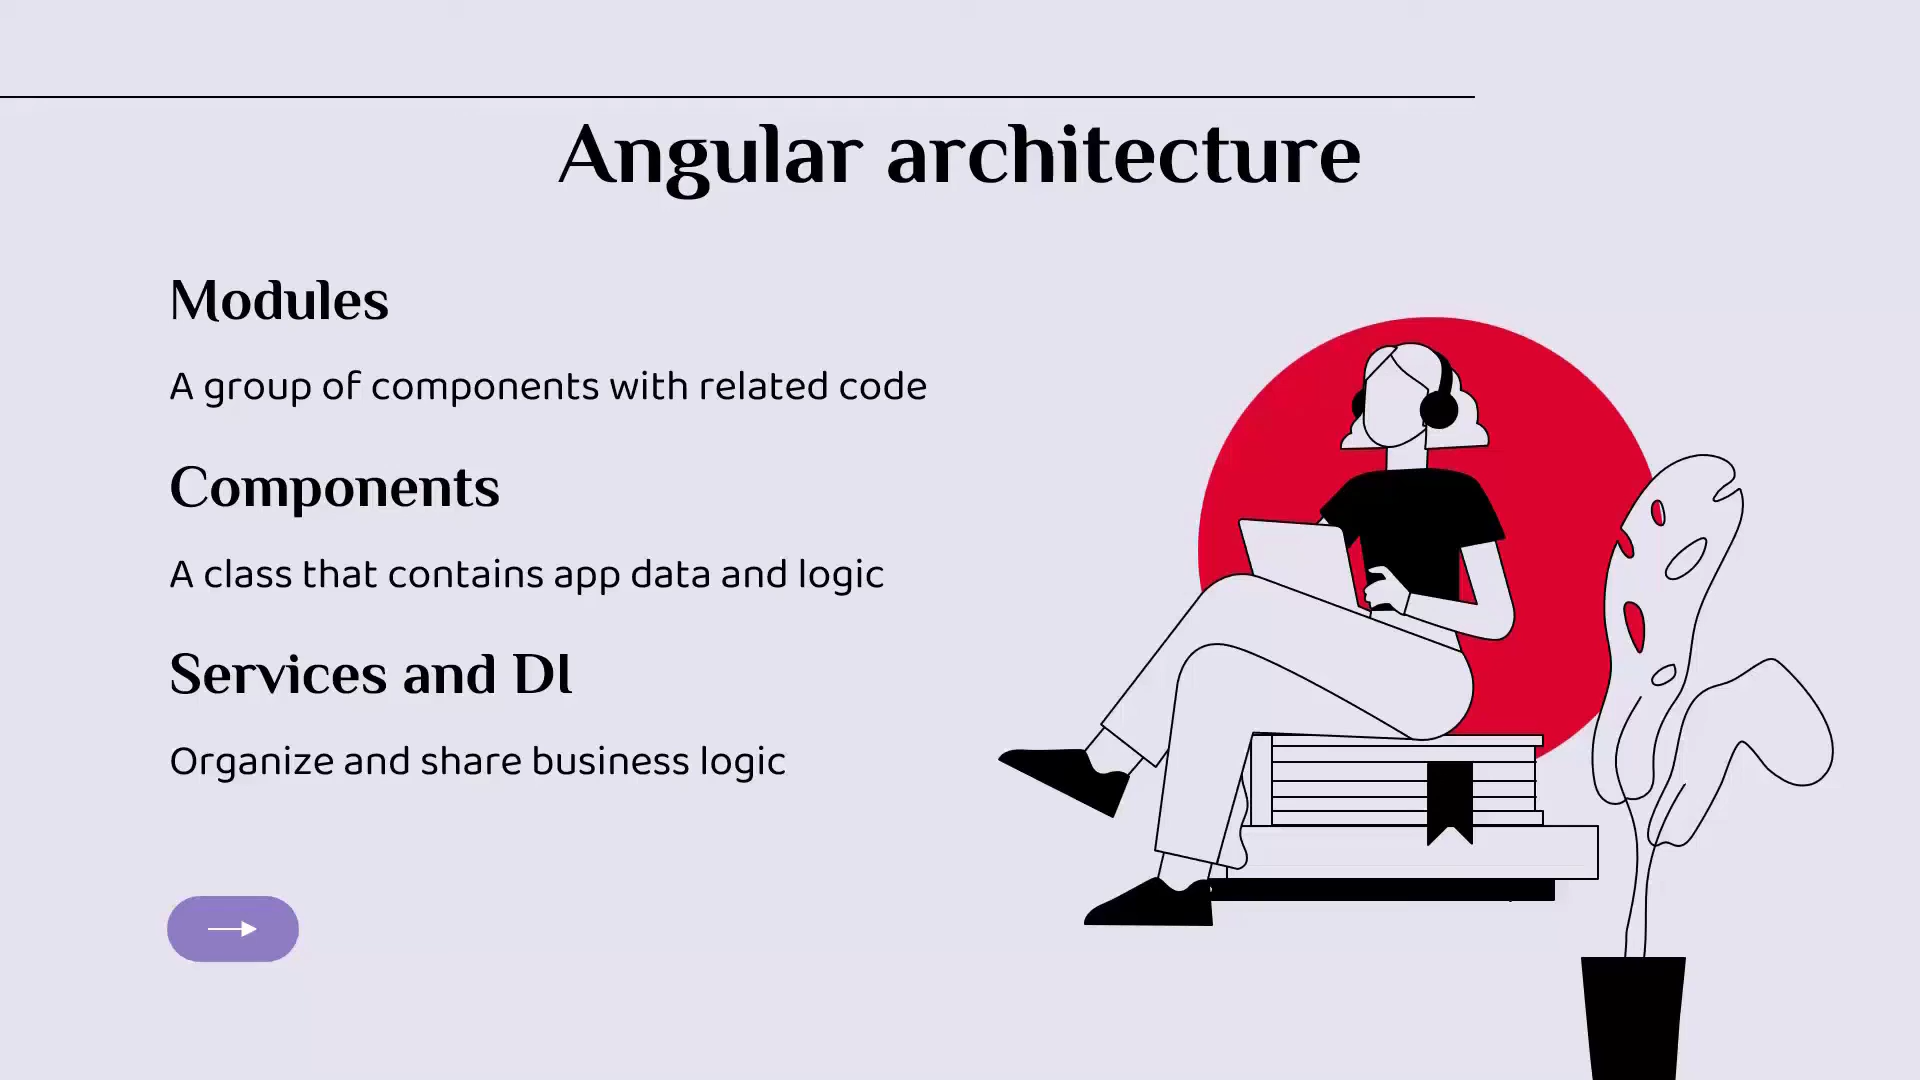 Angular architecture
Modules
A group of components with related code
Components
A class that contains app data and logic
Services and DI
Organize and share business logic